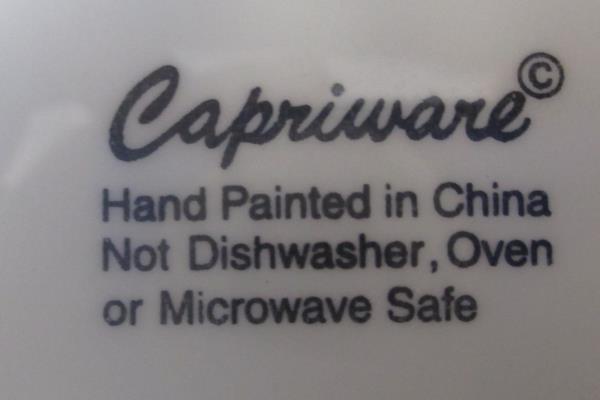 Capriware ©
Hand Painted in China
Not Dishwasher, Oven
or Microwave Safe